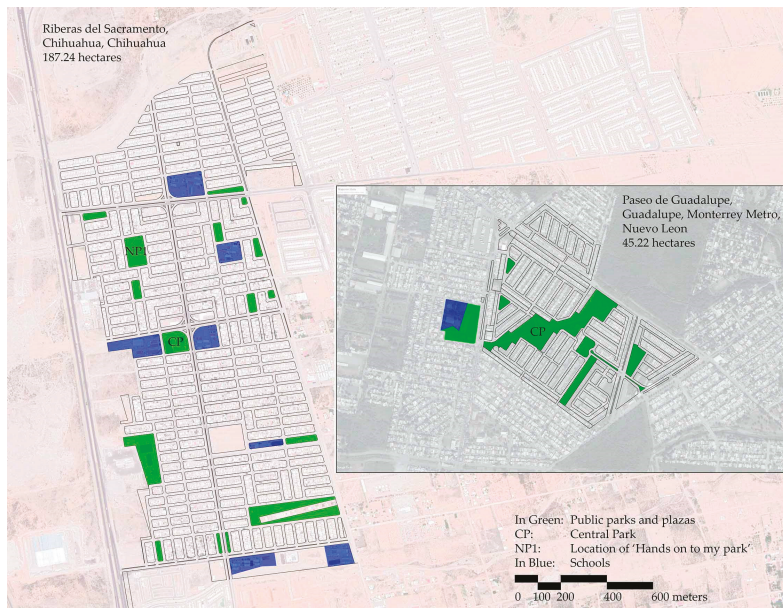 Riberas del Sacramento,
Chihuahua, Chihuahua
187.24 hectares
Paseo de Guadalupe,
Guadalupe, Monterrey Metro,
Nuevo Leon
45.22 hectares
NP1
CP
CP
In Green: Public parks and plazas
CP: Central Park
NP1: Location of ‘Hands on to my park’
In Blue: Schools
0 100 200 400 600 meters